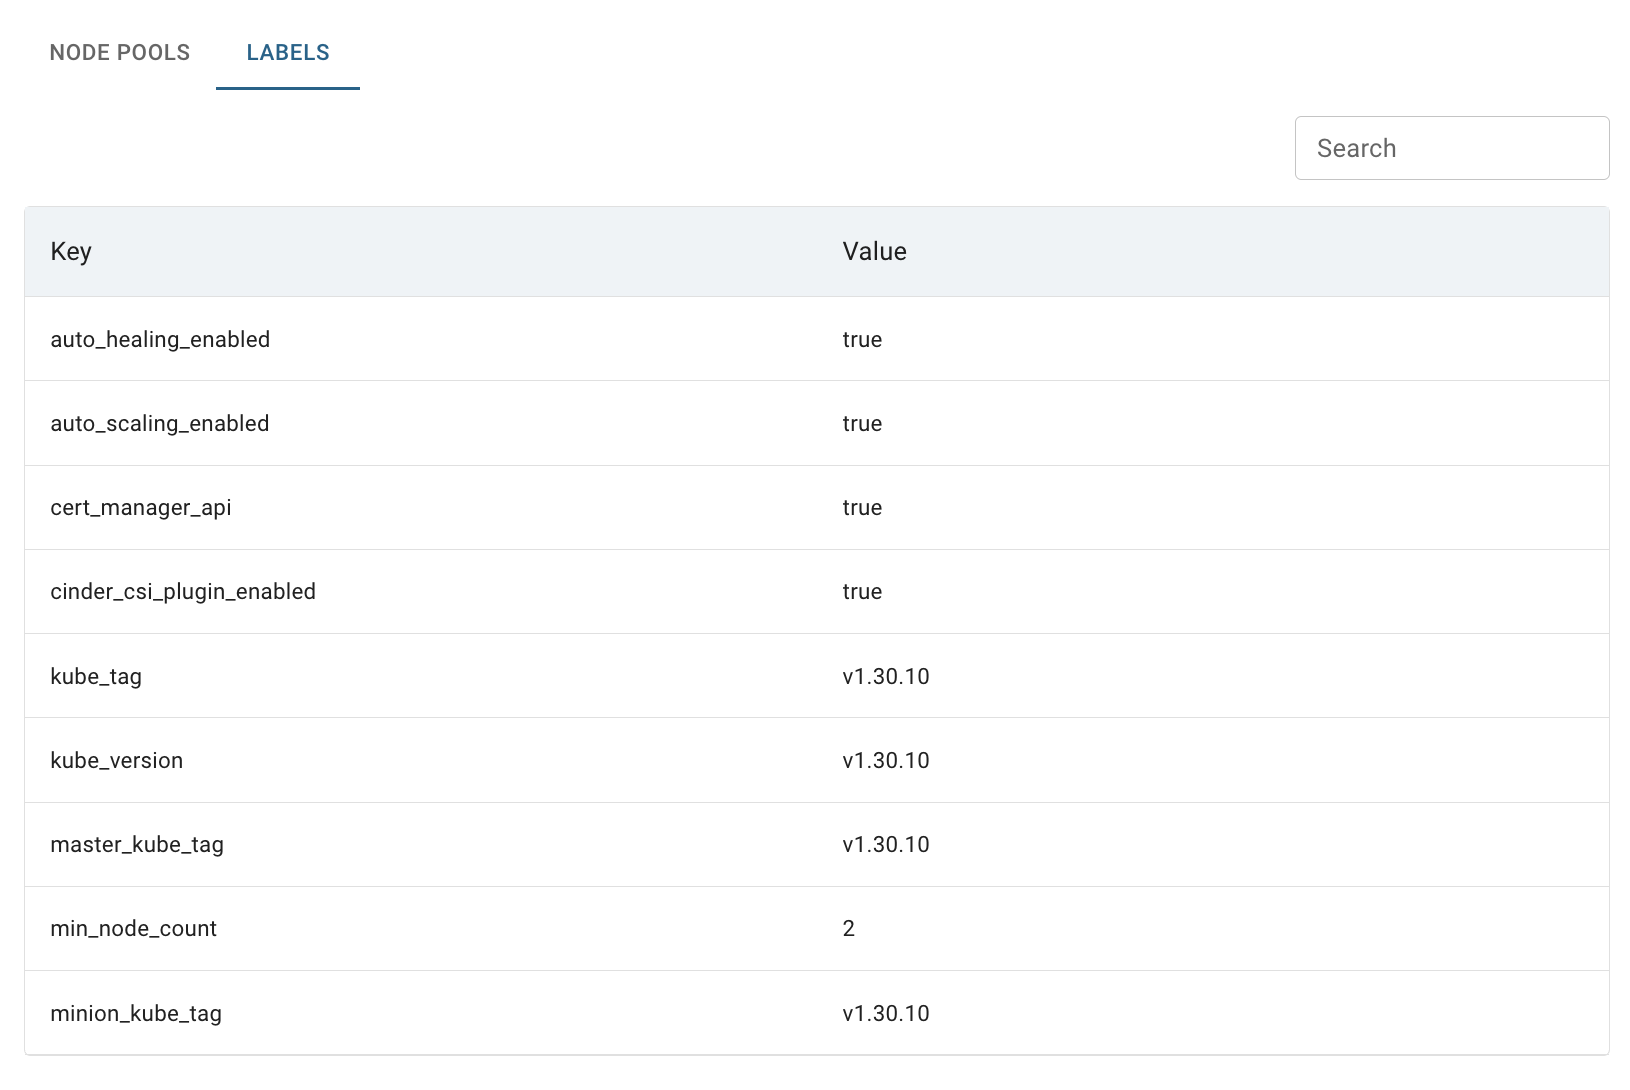 NODE POOLS LABELS
Search
Key Value
auto_healing_enabled true
auto_scaling_enabled true
cert_manager_api true
cinder_csi_plugin_enabled true
kube_tag v1.30.10
kube_version v1.30.10
master_kube_tag v1.30.10
min_node_count 2
minion_kube_tag v1.30.10